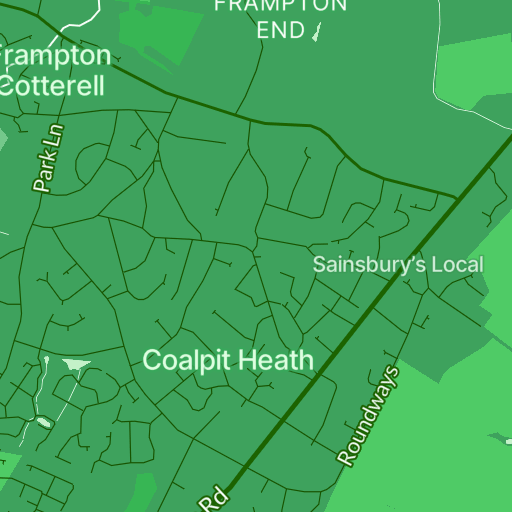 FRAMPTON
END
Frampton
Cotterell
Park Ln
Sainsbury's Local
Coalpit Heath
Roundways
Rd